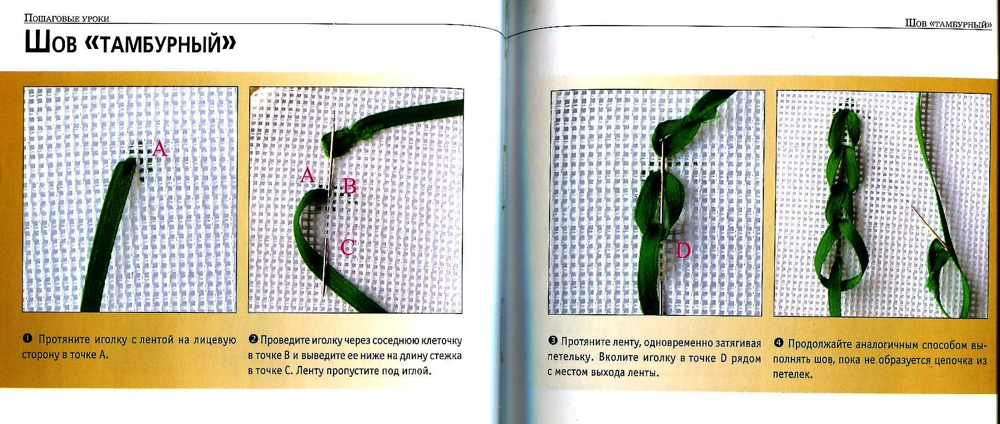 Пошаговые уроки
Шов «тамбурный»
A
A
B
C
❶ Протяните иголку с лентой на лицевую
сторону в точке А.
❷ Проведите иголку через соседнюю клеточку
в точке В и выведите ее ниже на длину стежка
в точке С. Ленту пропустите под иглой.
Шов «тамбурный»
D
❸ Протяните ленту, одновременно затягивая
петельку. Вколите иголку в точке D рядом
с местом выхода ленты.
❹ Продолжайте аналогичным способом вы-
полнять шов, пока не образуется цепочка из
петелек.